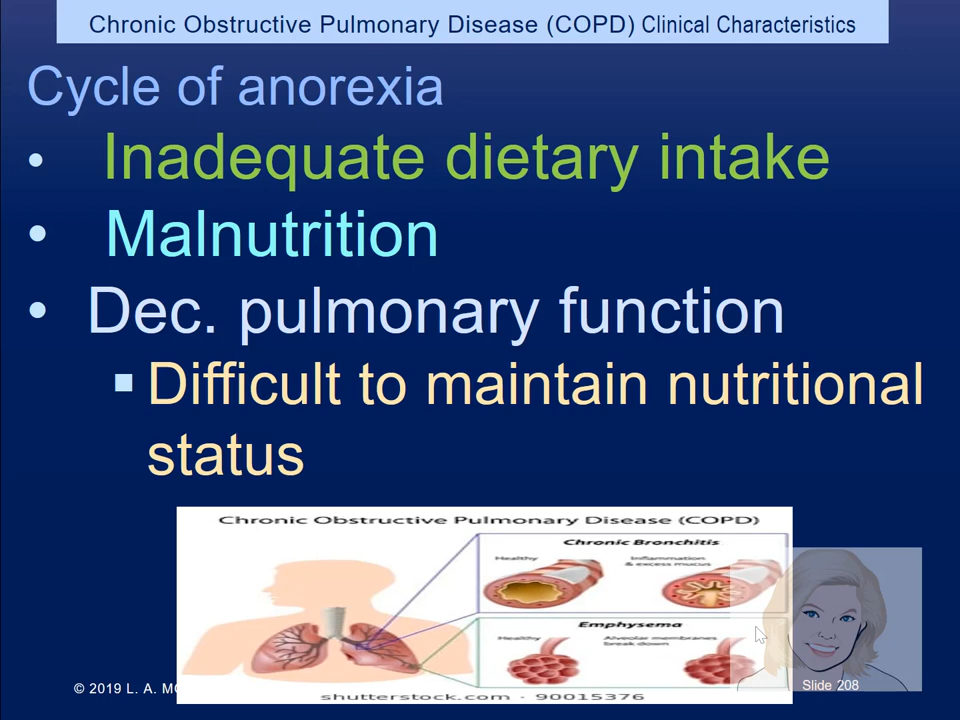 Chronic Obstructive Pulmonary Disease (COPD) Clinical Characteristics
Cycle of anorexia
• Inadequate dietary intake
• Malnutrition
• Dec. pulmonary function
▪ Difficult to maintain nutritional
status
Chronic Obstructive Pulmonary Disease (COPD)
Chronic Bronchitis
Healthy
Inflammation
& excess mucus
Emphysema
Healthy
Alveolar membranes
break down
© 2019 L. A.
shutterstock.com · 90015376
Slide 208